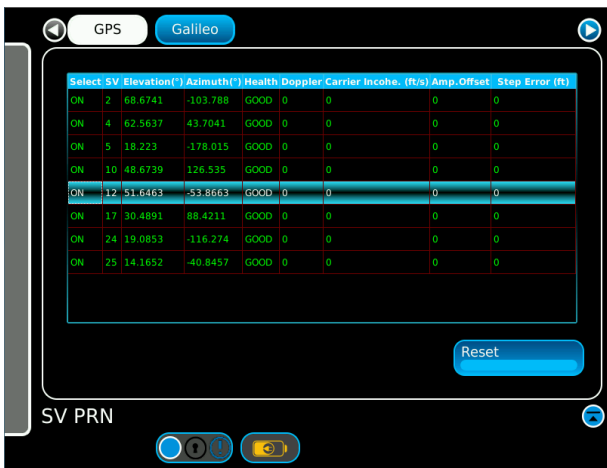 GPS Galileo
Select SV Elevation(°) Azimuth(°) Health Doppler Carrier Incohe. (ft/s) Amp.Offset Step Error (ft)
ON 2 68.6741 -103.788 GOOD 0 0 0 0
ON 4 62.5637 43.7041 GOOD 0 0 0 0
ON 5 18.223 -178.015 GOOD 0 0 0 0
ON 10 48.6739 126.535 GOOD 0 0 0 0
ON 12 51.6463 -53.8663 GOOD 0 0 0 0
ON 17 30.4891 88.4211 GOOD 0 0 0 0
ON 24 19.0853 -116.274 GOOD 0 0 0 0
ON 25 14.1652 -40.8457 GOOD 0 0 0 0
Reset
SV PRN